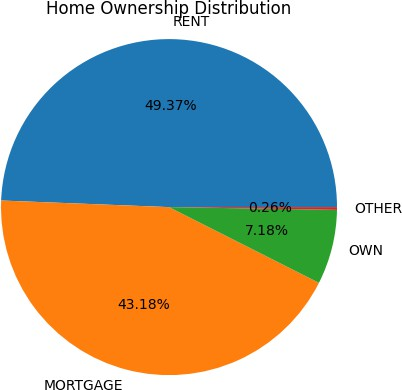 Home Ownership Distribution
RENT
49.37%
0.26%
OTHER
7.18%
OWN
43.18%
MORTGAGE